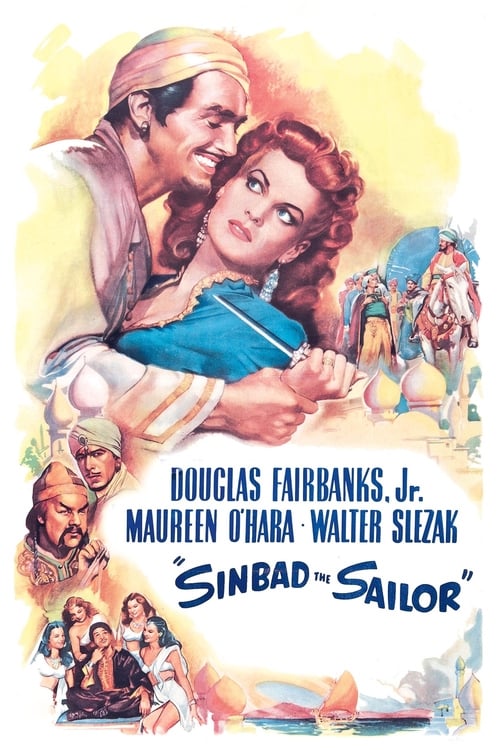 DOUGLAS FAIRBANKS, Jr.
MAUREEN O'HARA · WALTER SLEZAK
"SINBAD THE SAILOR"